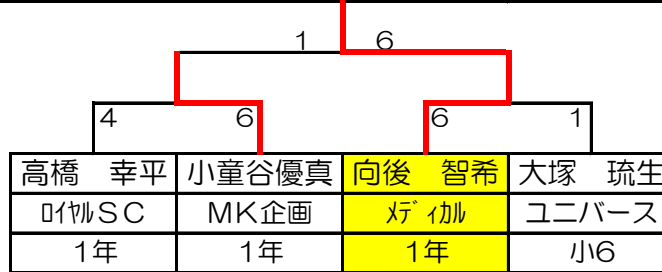 1 6
4 6 6 1
高橋 幸平 小童谷優真 向後 智希 大塚 琉生
ﾛｲﾔﾙSC MK企画 ﾒﾃﾞｨｶﾙ ユニバース
1年 1年 1年 小6